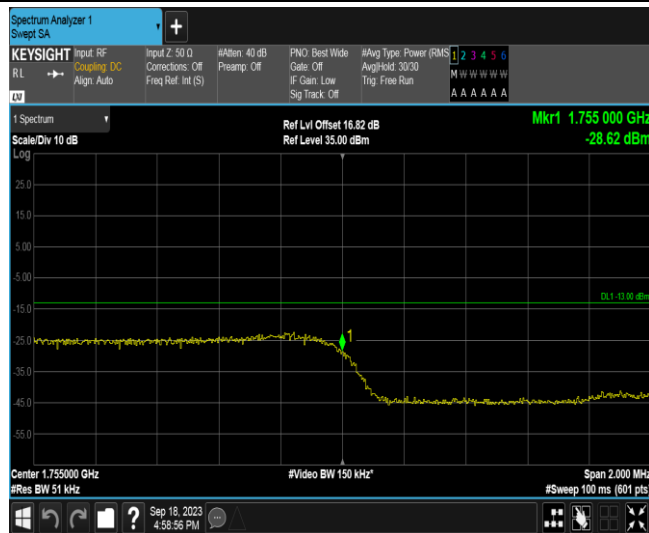 Spectrum Analyzer 1
Swept SA
+
KEYSIGHT
RL
LXI
Input: RF
Coupling: DC
Align: Auto
Input Z: 50 Ω
Corrections: Off
Freq Ref: Int (S)
#Atten: 40 dB
Preamp: Off
PNO: Best Wide
Gate: Off
IF Gain: Low
Sig Track: Off
#Avg Type: Power (RMS
Avg|Hold: 30/30
Trig: Free Run
1 2 3 4 5 6
M W W W W W
A A A A A A
1 Spectrum
Scale/Div 10 dB
Ref Lvl Offset 16.82 dB
Ref Level 35.00 dBm
Mkr1 1.755 000 GHz
-28.62 dBm
Log
25.0
15.0
5.00
-5.00
DL1 -13.00 dBm
-15.0
1
-25.0
-35.0
-45.0
-55.0
Center 1.755000 GHz
#Video BW 150 kHz*
Span 2.000 MHz
#Res BW 51 kHz
#Sweep 100 ms (601 pts)
?
Sep 18, 2023
4:58:56 PM